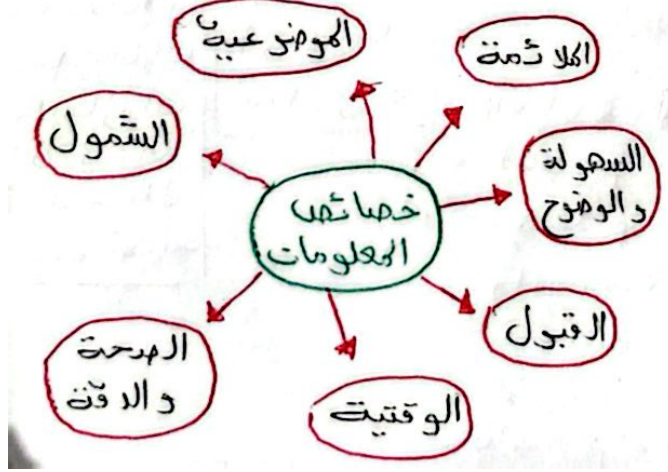 الموضوعية
الملائمة
الشمول
السهولة
والوضوح
خصائص
المعلومات
القبول
الصحة
والدقة
الوقتية